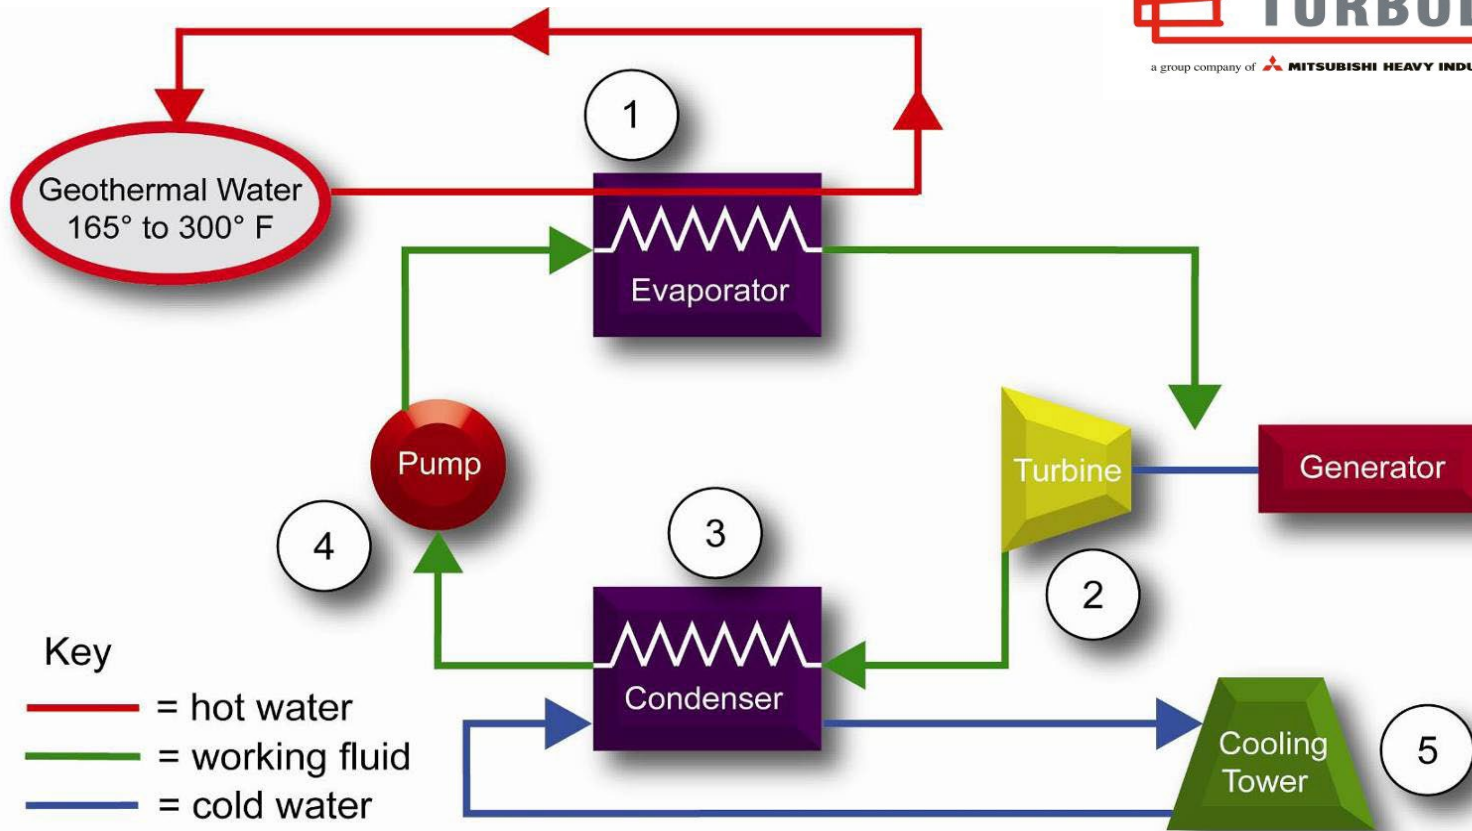 a group company of MITSUBISHI HEAVY
1
Geothermal Water
165° to 300° F
Evaporator
Pump
Turbine
Generator
4
3
2
Key
Condenser
= hot water
= working fluid
= cold water
Cooling
Tower
5